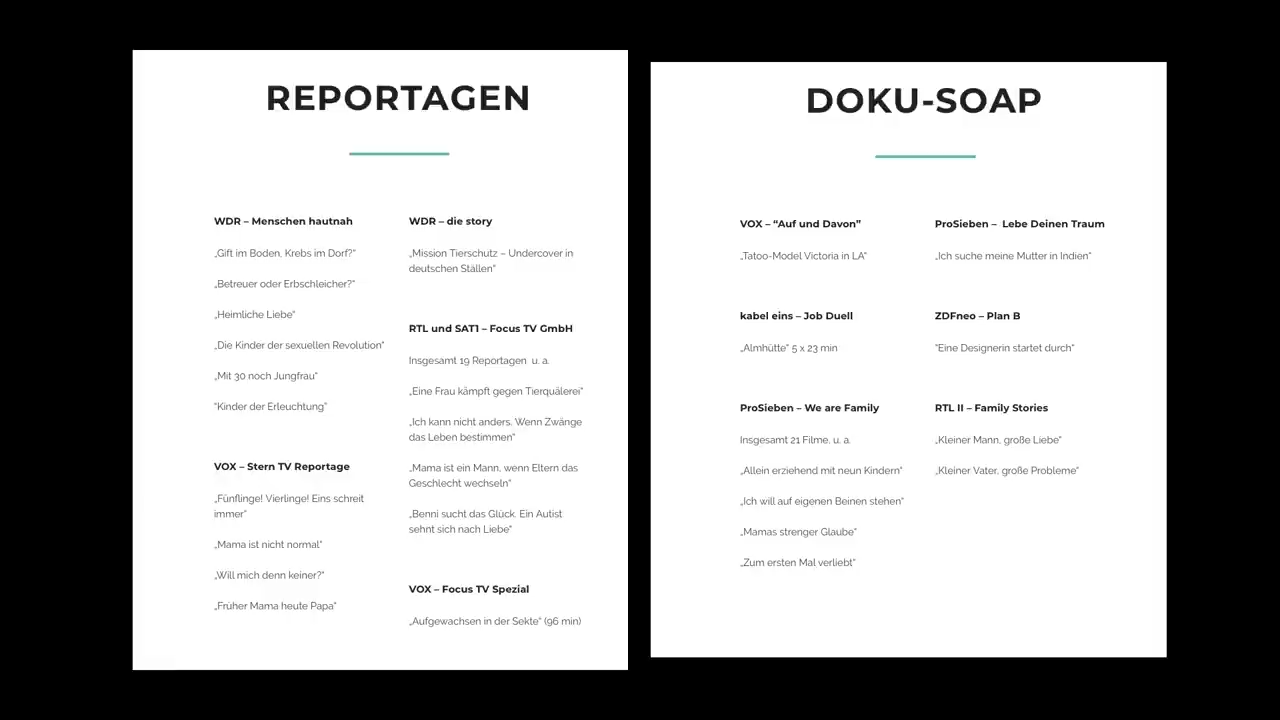 REPORTAGEN
WDR – Menschen hautnah
„Gift im Boden, Krebs im Dorf?“
„Betreuer oder Erbschleicher?“
„Heimliche Liebe“
„Die Kinder der sexuellen Revolution“
„Mit 30 noch Jungfrau“
“Kinder der Erleuchtung”
VOX – Stern TV Reportage
„Fünflinge! Vierlinge! Eins schreit
immer“
„Mama ist nicht normal“
„Will mich denn keiner?“
„Früher Mama heute Papa“
WDR – die story
„Mission Tierschutz – Undercover in
deutschen Ställen“
RTL und SAT1 – Focus TV GmbH
Insgesamt 19 Reportagen u. a.
„Eine Frau kämpft gegen Tierquälerei“
„Ich kann nicht anders. Wenn Zwänge
das Leben bestimmen“
„Mama ist ein Mann, wenn Eltern das
Geschlecht wechseln“
„Benni sucht das Glück. Ein Autist
sehnt sich nach Liebe“
VOX – Focus TV Spezial
„Aufgewachsen in der Sekte“ (96 min)
DOKU-SOAP
VOX – “Auf und Davon”
„Tatoo-Model Victoria in LA“
kabel eins – Job Duell
„Almhütte“ 5 x 23 min
ProSieben – We are Family
Insgesamt 21 Filme, u. a.
„Allein erziehend mit neun Kindern“
„Ich will auf eigenen Beinen stehen“
„Mamas strenger Glaube“
„Zum ersten Mal verliebt“
ProSieben – Lebe Deinen Traum
„Ich suche meine Mutter in Indien“
ZDFneo – Plan B
“Eine Designerin startet durch“
RTL II – Family Stories
„Kleiner Mann, große Liebe“
„Kleiner Vater, große Probleme“